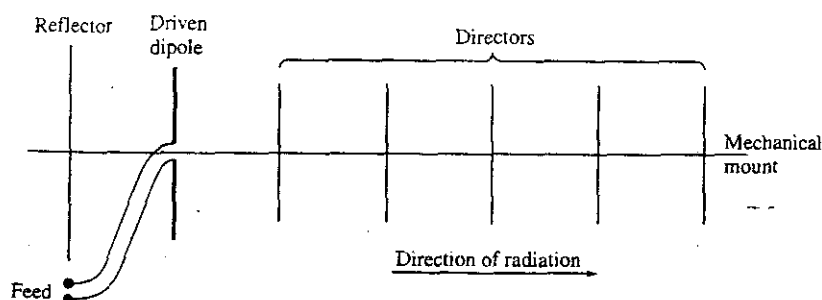 Reflector
Driven
dipole
Directors
Mechanical
mount
Direction of radiation
Feed